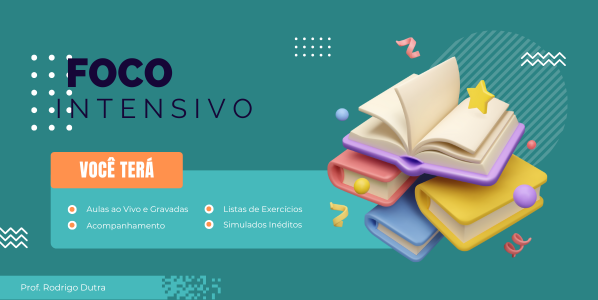 FOCO
INTENSIVO
VOCÊ TERÁ
Aulas ao Vivo e Gravadas
Acompanhamento
Listas de Exercícios
Simulados Inéditos
Prof. Rodrigo Dutra